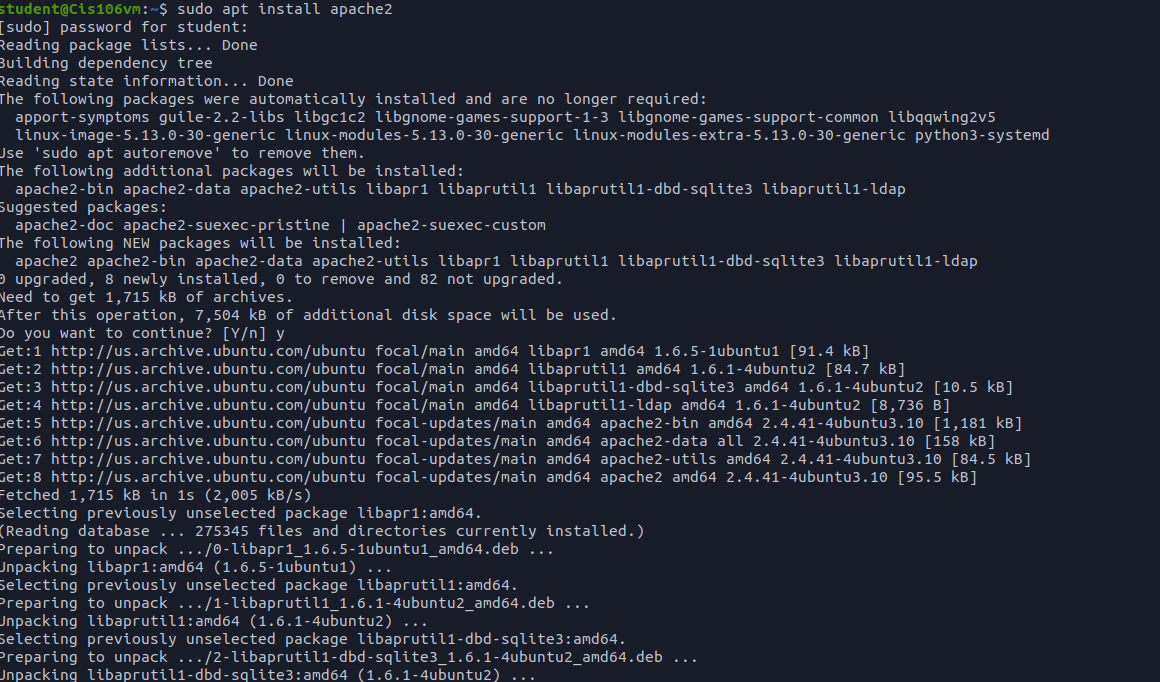 student@Cis106vm:~$ sudo apt install apache2
[sudo] password for student:
Reading package lists... Done
Building dependency tree
Reading state information... Done
The following packages were automatically installed and are no longer required:
  apport-symptoms guile-2.2-libs libgc1c2 libgnome-games-support-1-3 libgnome-games-support-common libqqwing2v5
  linux-image-5.13.0-30-generic linux-modules-5.13.0-30-generic linux-modules-extra-5.13.0-30-generic python3-systemd
Use 'sudo apt autoremove' to remove them.
The following additional packages will be installed:
  apache2-bin apache2-data apache2-utils libapr1 libaprutil1 libaprutil1-dbd-sqlite3 libaprutil1-ldap
Suggested packages:
  apache2-doc apache2-suexec-pristine | apache2-suexec-custom
The following NEW packages will be installed:
  apache2 apache2-bin apache2-data apache2-utils libapr1 libaprutil1 libaprutil1-dbd-sqlite3 libaprutil1-ldap
0 upgraded, 8 newly installed, 0 to remove and 82 not upgraded.
Need to get 1,715 kB of archives.
After this operation, 7,504 kB of additional disk space will be used.
Do you want to continue? [Y/n] y
Get:1 http://us.archive.ubuntu.com/ubuntu focal/main amd64 libapr1 amd64 1.6.5-1ubuntu1 [91.4 kB]
Get:2 http://us.archive.ubuntu.com/ubuntu focal/main amd64 libaprutil1 amd64 1.6.1-4ubuntu2 [84.7 kB]
Get:3 http://us.archive.ubuntu.com/ubuntu focal/main amd64 libaprutil1-dbd-sqlite3 amd64 1.6.1-4ubuntu2 [10.5 kB]
Get:4 http://us.archive.ubuntu.com/ubuntu focal/main amd64 libaprutil1-ldap amd64 1.6.1-4ubuntu2 [8,736 B]
Get:5 http://us.archive.ubuntu.com/ubuntu focal-updates/main amd64 apache2-bin amd64 2.4.41-4ubuntu3.10 [1,181 kB]
Get:6 http://us.archive.ubuntu.com/ubuntu focal-updates/main amd64 apache2-data all 2.4.41-4ubuntu3.10 [158 kB]
Get:7 http://us.archive.ubuntu.com/ubuntu focal-updates/main amd64 apache2-utils amd64 2.4.41-4ubuntu3.10 [84.5 kB]
Get:8 http://us.archive.ubuntu.com/ubuntu focal-updates/main amd64 apache2 amd64 2.4.41-4ubuntu3.10 [95.5 kB]
Fetched 1,715 kB in 1s (2,005 kB/s)
Selecting previously unselected package libapr1:amd64.
(Reading database ... 275345 files and directories currently installed.)
Preparing to unpack .../0-libapr1_1.6.5-1ubuntu1_amd64.deb ...
Unpacking libapr1:amd64 (1.6.5-1ubuntu1) ...
Selecting previously unselected package libaprutil1:amd64.
Preparing to unpack .../1-libaprutil1_1.6.1-4ubuntu2_amd64.deb ...
Unpacking libaprutil1:amd64 (1.6.1-4ubuntu2) ...
Selecting previously unselected package libaprutil1-dbd-sqlite3:amd64.
Preparing to unpack .../2-libaprutil1-dbd-sqlite3_1.6.1-4ubuntu2_amd64.deb ...
Unpacking libaprutil1-dbd-sqlite3:amd64 (1.6.1-4ubuntu2) ...